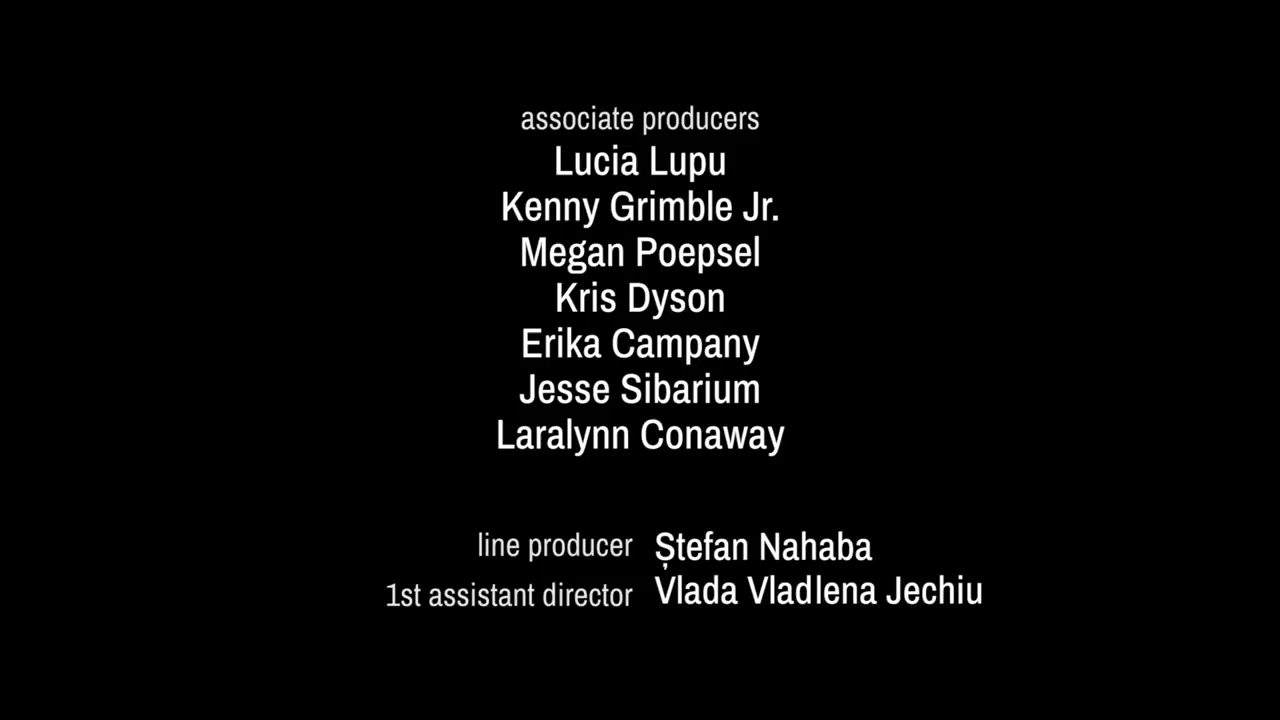 associate producers
Lucia Lupu
Kenny Grimble Jr.
Megan Poepsel
Kris Dyson
Erika Campany
Jesse Sibarium
Laralynn Conaway
line producer Ștefan Nahaba
1st assistant director Vlada Vladlena Jechiu